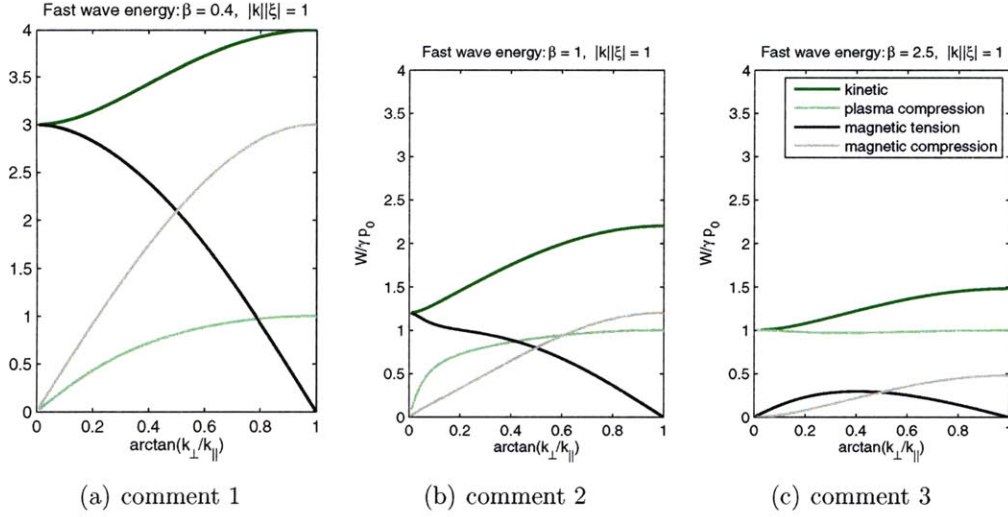 Fast wave energy: β = 0.4, |k||ξ| = 1
4
3.5
3
2.5
2
1.5
1
0.5
0
0 0.2 0.4 0.6 0.8 1
arctan(k⊥/k∥)
(a) comment 1
Fast wave energy: β = 1, |k||ξ| = 1
W/γ p₀
4
3.5
3
2.5
2
1.5
1
0.5
0
0 0.2 0.4 0.6 0.8 1
arctan(k⊥/k∥)
(b) comment 2
Fast wave energy: β = 2.5, |k||ξ| = 1
kinetic
plasma compression
magnetic tension
magnetic compression
W/γ p₀
4
3.5
3
2.5
2
1.5
1
0.5
0
0 0.2 0.4 0.6 0.8 1
arctan(k⊥/k∥)
(c) comment 3